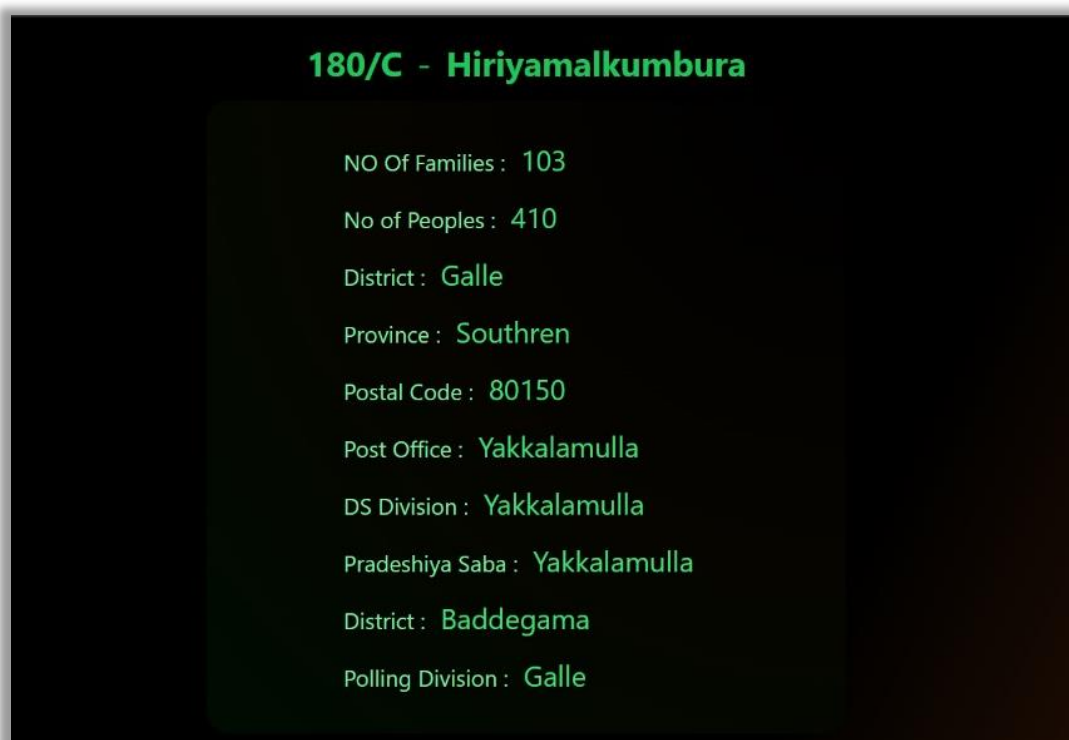 180/C - Hiriyamalkumbura
NO Of Families : 103
No of Peoples : 410
District : Galle
Province : Southren
Postal Code : 80150
Post Office : Yakkalamulla
DS Division : Yakkalamulla
Pradeshiya Saba : Yakkalamulla
District : Baddegama
Polling Division : Galle